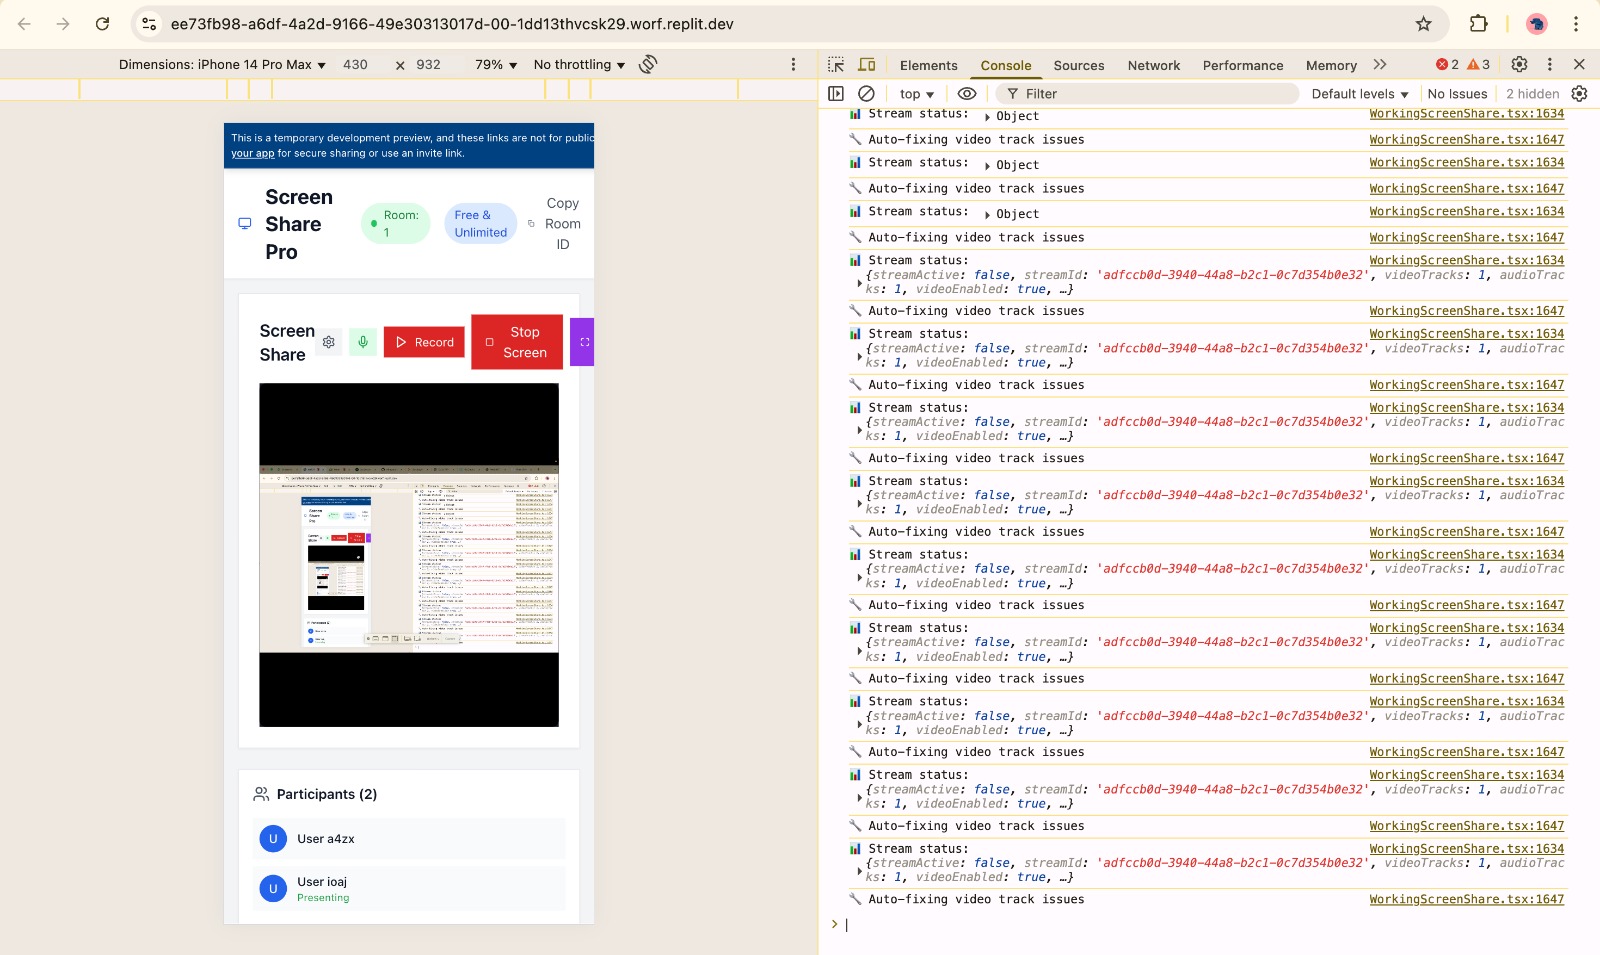 ee73fb98-a6df-4a2d-9166-49e30313017d-00-1dd13thvcsk29.worf.replit.dev
Dimensions: iPhone 14 Pro Max ▼ 430 × 932 79% ▼ No throttling ▼
This is a temporary development preview, and these links are not for public
your app for secure sharing or use an invite link.
Screen
Share
Pro
Room:
1
Free &
Unlimited
Copy
Room
ID
Screen
Share
Record
Stop
Screen
Participants (2)
U User a4zx
U User ioaj
Presenting
Elements Console Sources Network Performance Memory 2 3
top ▼ Filter Default levels ▼ No Issues 2 hidden
Stream status: ▶ Object WorkingScreenShare.tsx:1634
Auto-fixing video track issues WorkingScreenShare.tsx:1647
Stream status: ▶ Object WorkingScreenShare.tsx:1634
Auto-fixing video track issues WorkingScreenShare.tsx:1647
Stream status: ▶ Object WorkingScreenShare.tsx:1634
Auto-fixing video track issues WorkingScreenShare.tsx:1647
Stream status: WorkingScreenShare.tsx:1634
{streamActive: false, streamId: 'adfccb0d-3940-44a8-b2c1-0c7d354b0e32', videoTracks: 1, audioTrac
ks: 1, videoEnabled: true, …}
Auto-fixing video track issues WorkingScreenShare.tsx:1647
Stream status: WorkingScreenShare.tsx:1634
{streamActive: false, streamId: 'adfccb0d-3940-44a8-b2c1-0c7d354b0e32', videoTracks: 1, audioTrac
ks: 1, videoEnabled: true, …}
Auto-fixing video track issues WorkingScreenShare.tsx:1647
Stream status: WorkingScreenShare.tsx:1634
{streamActive: false, streamId: 'adfccb0d-3940-44a8-b2c1-0c7d354b0e32', videoTracks: 1, audioTrac
ks: 1, videoEnabled: true, …}
Auto-fixing video track issues WorkingScreenShare.tsx:1647
Stream status: WorkingScreenShare.tsx:1634
{streamActive: false, streamId: 'adfccb0d-3940-44a8-b2c1-0c7d354b0e32', videoTracks: 1, audioTrac
ks: 1, videoEnabled: true, …}
Auto-fixing video track issues WorkingScreenShare.tsx:1647
Stream status: WorkingScreenShare.tsx:1634
{streamActive: false, streamId: 'adfccb0d-3940-44a8-b2c1-0c7d354b0e32', videoTracks: 1, audioTrac
ks: 1, videoEnabled: true, …}
Auto-fixing video track issues WorkingScreenShare.tsx:1647
Stream status: WorkingScreenShare.tsx:1634
{streamActive: false, streamId: 'adfccb0d-3940-44a8-b2c1-0c7d354b0e32', videoTracks: 1, audioTrac
ks: 1, videoEnabled: true, …}
Auto-fixing video track issues WorkingScreenShare.tsx:1647
Stream status: WorkingScreenShare.tsx:1634
{streamActive: false, streamId: 'adfccb0d-3940-44a8-b2c1-0c7d354b0e32', videoTracks: 1, audioTrac
ks: 1, videoEnabled: true, …}
Auto-fixing video track issues WorkingScreenShare.tsx:1647
Stream status: WorkingScreenShare.tsx:1634
{streamActive: false, streamId: 'adfccb0d-3940-44a8-b2c1-0c7d354b0e32', videoTracks: 1, audioTrac
ks: 1, videoEnabled: true, …}
Auto-fixing video track issues WorkingScreenShare.tsx:1647
Stream status: WorkingScreenShare.tsx:1634
{streamActive: false, streamId: 'adfccb0d-3940-44a8-b2c1-0c7d354b0e32', videoTracks: 1, audioTrac
ks: 1, videoEnabled: true, …}
Auto-fixing video track issues WorkingScreenShare.tsx:1647